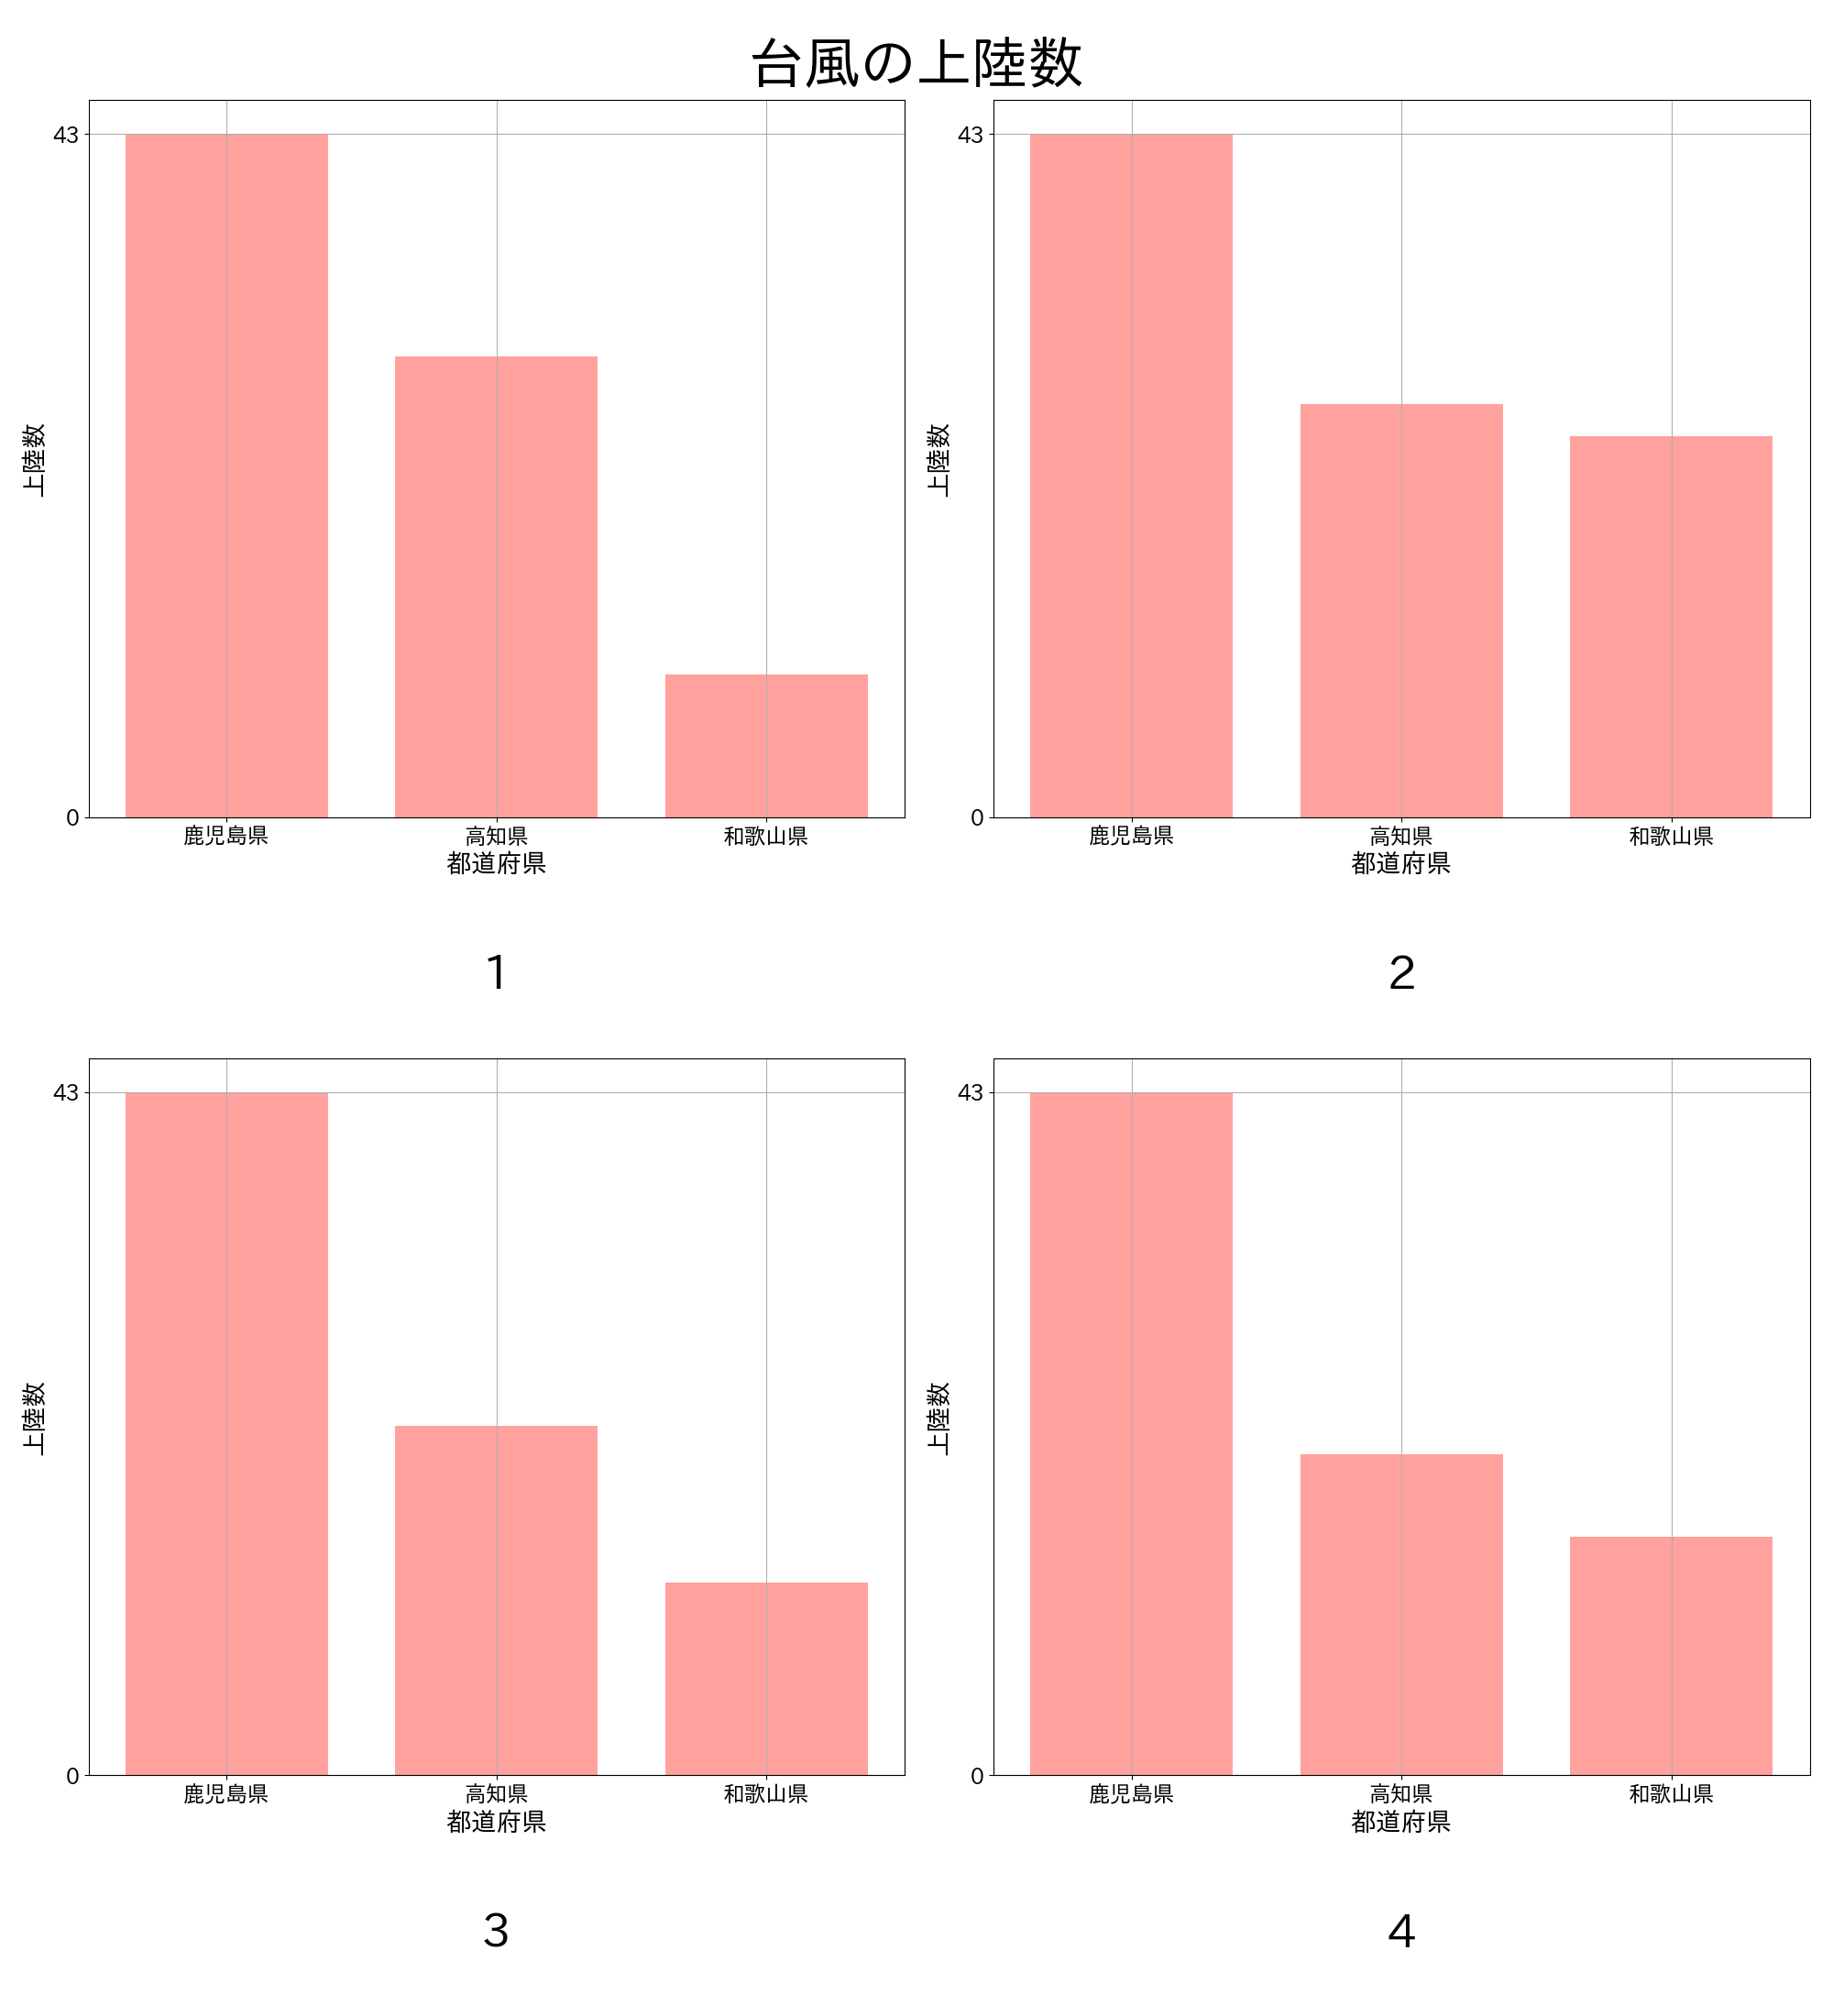 台風の上陸数
43
0
上陸数
鹿児島県 高知県 和歌山県
都道府県
1
43
0
上陸数
鹿児島県 高知県 和歌山県
都道府県
2
43
0
上陸数
鹿児島県 高知県 和歌山県
都道府県
3
43
0
上陸数
鹿児島県 高知県 和歌山県
都道府県
4